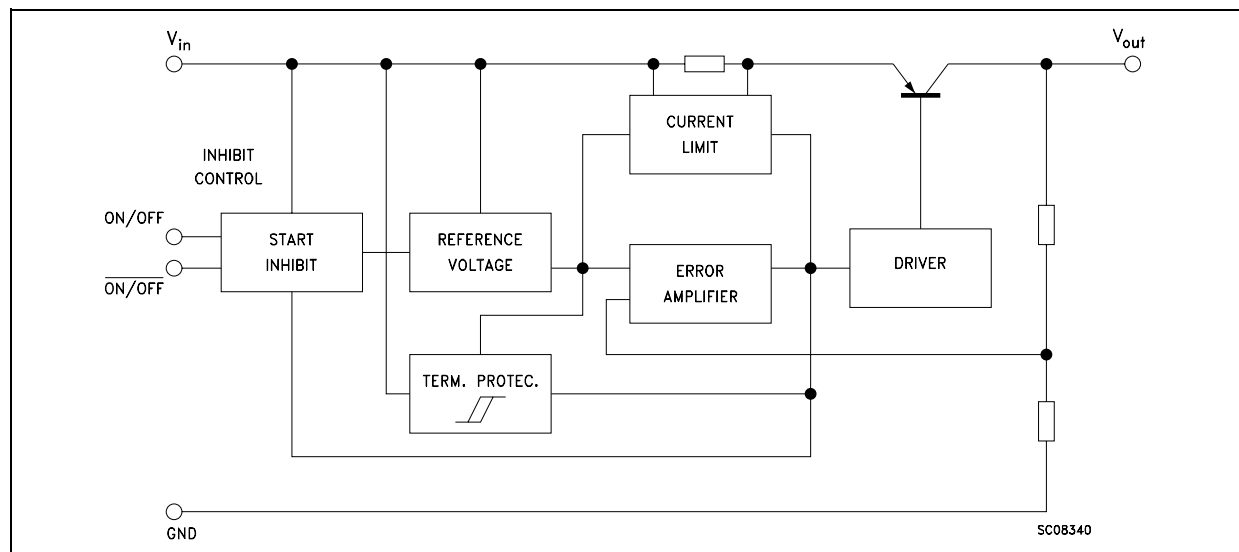 Vin
Vout
CURRENT
LIMIT
INHIBIT
CONTROL
ON/OFF
ON/OFF
START
INHIBIT
REFERENCE
VOLTAGE
ERROR
AMPLIFIER
DRIVER
TERM. PROTEC.
GND
SC08340